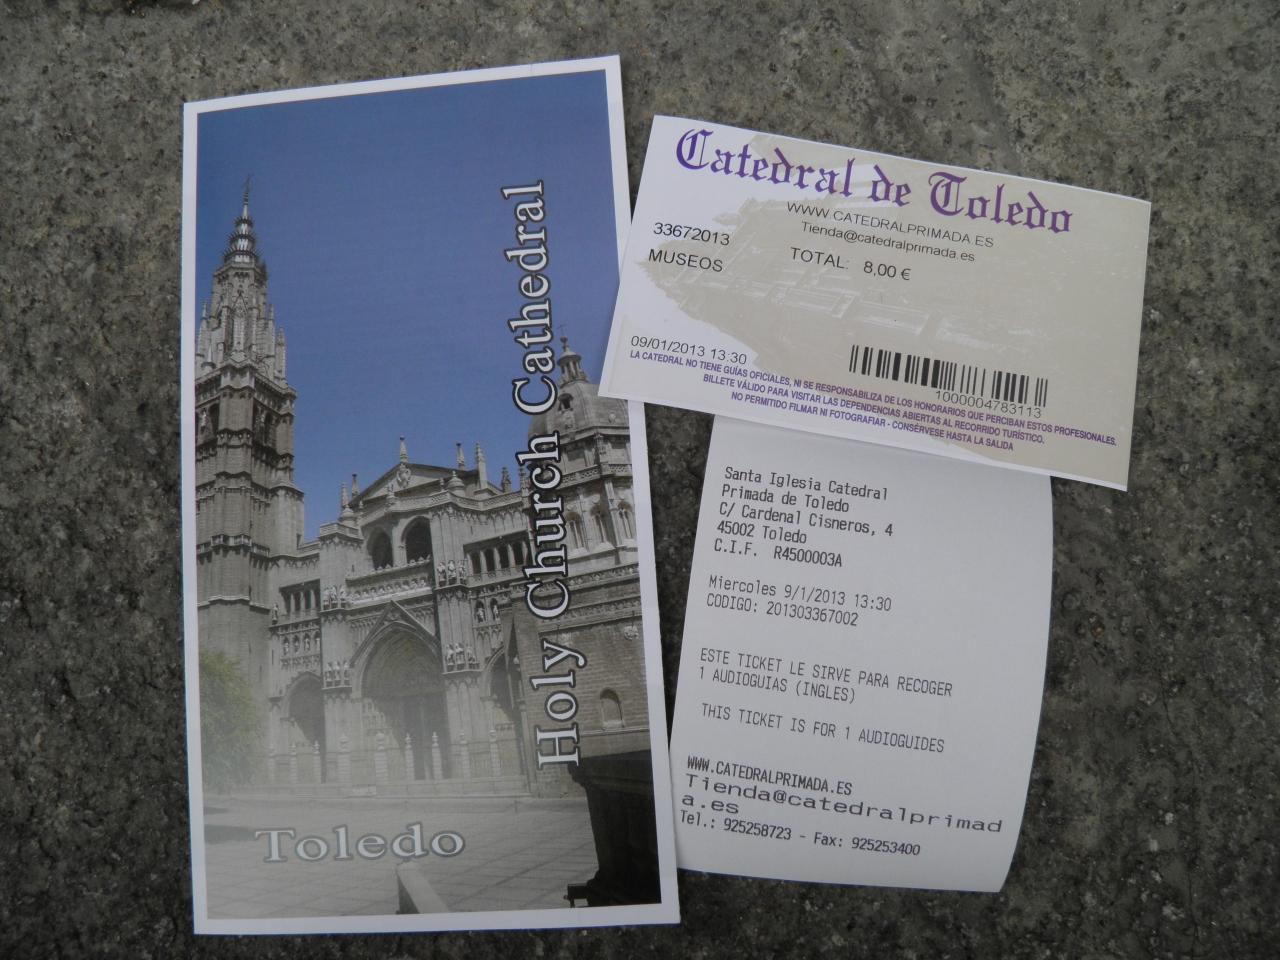 Holy Church Cathedral
Toledo
Catedral de Toledo
WWW.CATEDRALPRIMADA.ES
Tienda@catedralprimada.es
33672013
MUSEOS
TOTAL: 8,00 €
09/01/2013 13:30
1000004783113
LA CATEDRAL NO TIENE GUÍAS OFICIALES, NI SE RESPONSABILIZA DE LOS HONORARIOS QUE PERCIBAN ESTOS PROFESIONALES.
BILLETE VÁLIDO PARA VISITAR LAS DEPENDENCIAS ABIERTAS AL RECORRIDO TURÍSTICO.
NO PERMITIDO FILMAR NI FOTOGRAFIAR - CONSÉRVESE HASTA LA SALIDA
Santa Iglesia Catedral
Primada de Toledo
C/ Cardenal Cisneros, 4
45002 Toledo
C.I.F. R4500003A
Miercoles 9/1/2013 13:30
CODIGO: 201303367002
ESTE TICKET LE SIRVE PARA RECOGER
1 AUDIOGUIAS (INGLES)
THIS TICKET IS FOR 1 AUDIOGUIDES
WWW.CATEDRALPRIMADA.ES
Tienda@catedralprimad
a.es
Tel.: 925258723 - Fax: 925253400